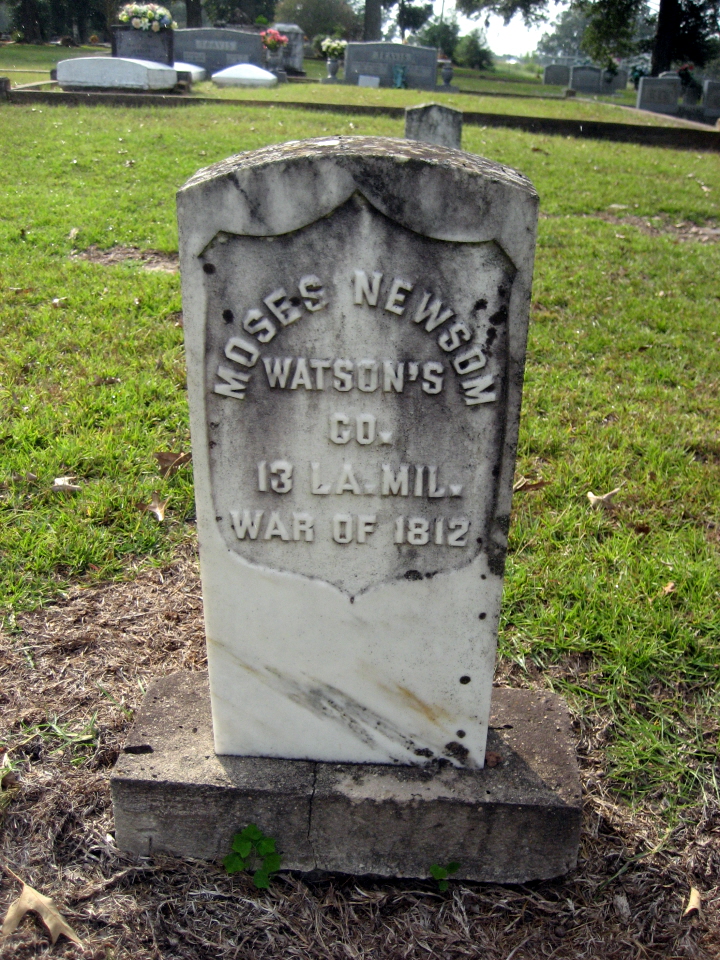 MOSES NEWSOM
WATSON'S
CO.
13 LA. MIL.
WAR OF 1812